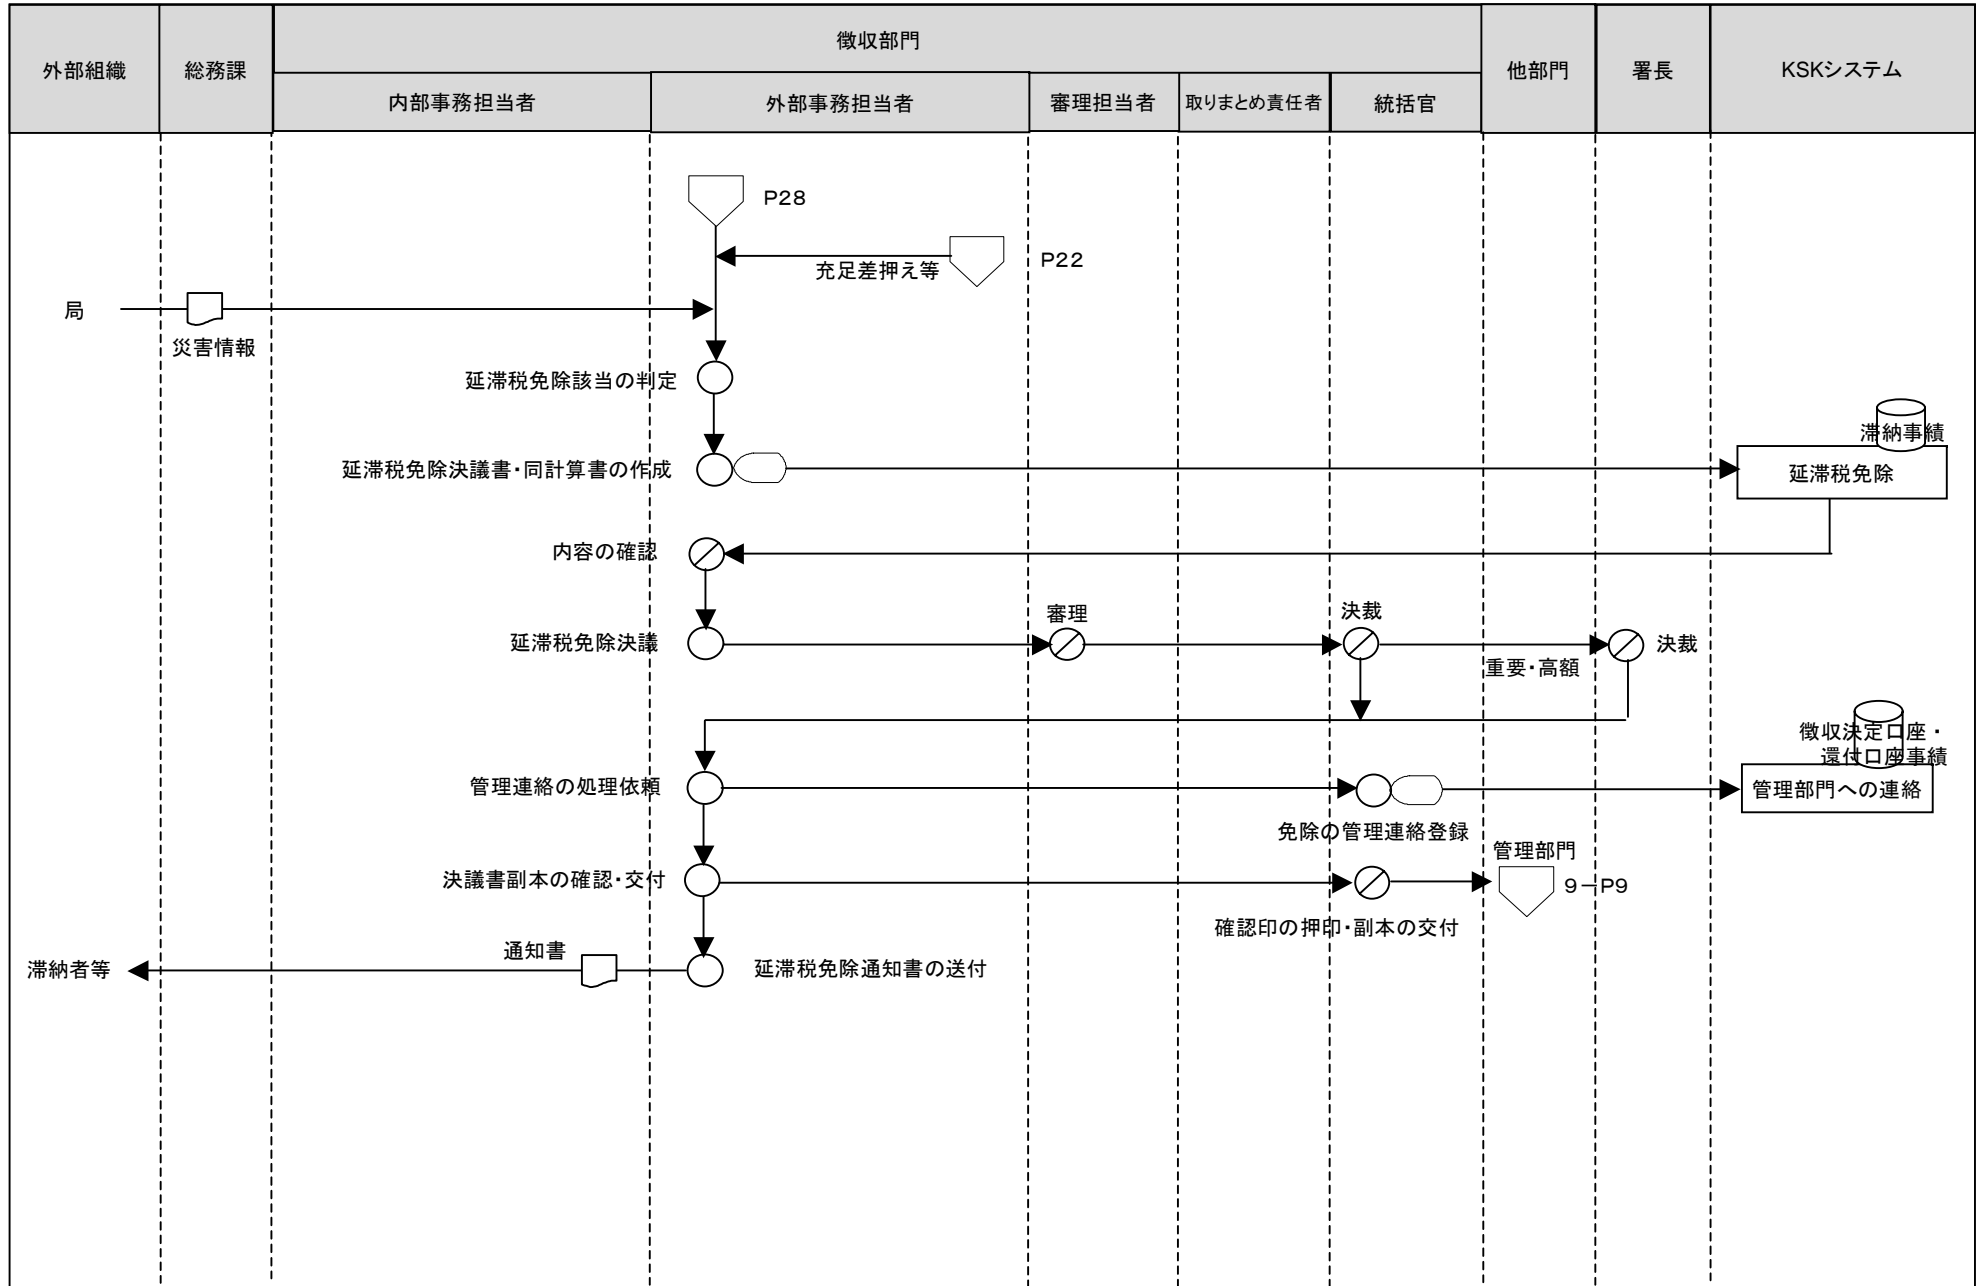 外部組織
総務課
徴収部門
他部門
署長
KSKシステム
内部事務担当者
外部事務担当者
審理担当者
取りまとめ責任者
統括官
P28
充足差押え等
P22
局
災害情報
延滞税免除該当の判定
滞納事績
延滞税免除決議書・同計算書の作成
延滞税免除
内容の確認
審理
決裁
延滞税免除決議
重要・高額
決裁
徴収決定口座・
還付口座事績
管理連絡の処理依頼
管理部門への連絡
免除の管理連絡登録
管理部門
決議書副本の確認・交付
9－P9
確認印の押印・副本の交付
通知書
滞納者等
延滞税免除通知書の送付